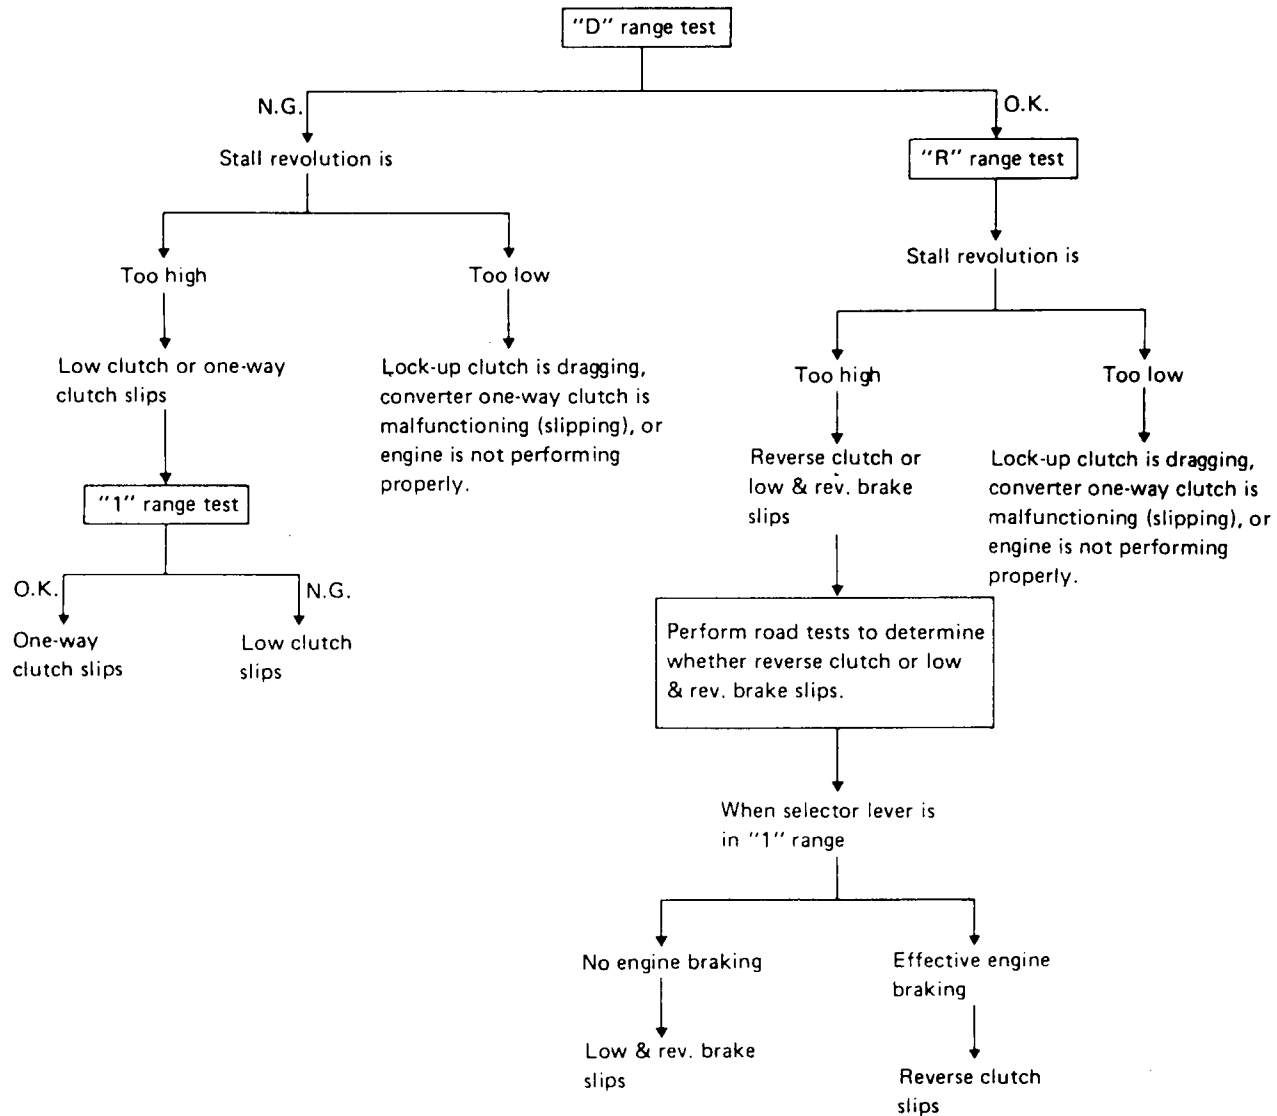 "D" range test
N.G.
O.K.
Stall revolution is
"R" range test
Stall revolution is
Too high
Too low
Low clutch or one-way
clutch slips
Lock-up clutch is dragging,
converter one-way clutch is
malfunctioning (slipping), or
engine is not performing
properly.
Too high
Too low
"1" range test
Reverse clutch or
low & rev. brake
slips
Lock-up clutch is dragging,
converter one-way clutch is
malfunctioning (slipping), or
engine is not performing
properly.
O.K.
N.G.
One-way
clutch slips
Low clutch
slips
Perform road tests to determine
whether reverse clutch or low
& rev. brake slips.
When selector lever is
in "1" range
No engine braking
Effective engine
braking
Low & rev. brake
slips
Reverse clutch
slips